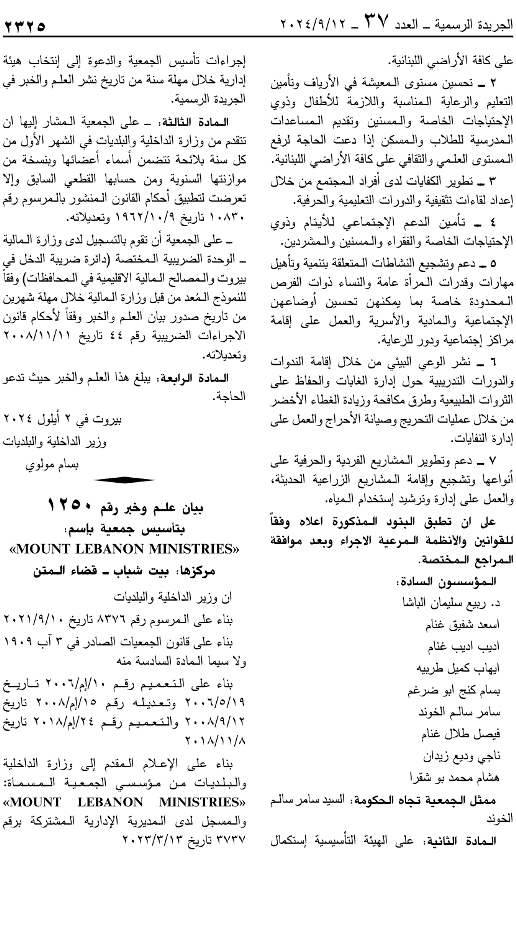 الجريدة الرسمية ـ العدد ٣٧ ـ ٢٠٢٤/٩/١٢
٢٣٢٥
على كافة الأراضي اللبنانية.
٢ ـ تحسين مستوى المعيشة في الأرياف وتأمين
التعليم والرعاية المناسبة واللازمة للأطفال وذوي
الإحتياجات الخاصة والمسنين وتقديم المساعدات
المدرسية للطلاب والمسكن إذا دعت الحاجة لرفع
المستوى العلمي والثقافي على كافة الأراضي اللبنانية.
٣ ـ تطوير الكفايات لدى أفراد المجتمع من خلال
إعداد لقاءات تثقيفية والدورات التعليمية والحرفية.
٤ ـ تأمين الدعم الإجتماعي للأيتام وذوي
الإحتياجات الخاصة والفقراء والمسنين والمشردين.
٥ ـ دعم وتشجيع النشاطات المتعلقة بتنمية وتأهيل
مهارات وقدرات المرأة عامة والنساء ذوات الفرص
المحدودة خاصة بما يمكنهن تحسين أوضاعهن
الإجتماعية والمادية والأسرية والعمل على إقامة
مراكز إجتماعية ودور للرعاية.
٦ ـ نشر الوعي البيئي من خلال إقامة الندوات
والدورات التدريبية حول إدارة الغابات والحفاظ على
الثروات الطبيعية وطرق مكافحة وزيادة الغطاء الأخضر
من خلال عمليات التحريج وصيانة الأحراج والعمل على
إدارة النفايات.
٧ ـ دعم وتطوير المشاريع الفردية والحرفية على
أنواعها وتشجيع وإقامة المشاريع الزراعية الحديثة،
والعمل على إدارة وترشيد إستخدام المياه.
على ان تطبق البنود المذكورة اعلاه وفقاً
للقوانين والأنظمة المرعية الاجراء وبعد موافقة
المراجع المختصة.
المؤسسون السادة:
د. ربيع سليمان الباشا
اسعد شفيق غنام
اديب اديب غنام
ايهاب كميل طربيه
بسام كنج ابو ضرغم
سامر سالم الخوند
فيصل طلال غنام
ناجي وديع زيدان
هشام محمد بو شقرا
ممثل الجمعية تجاه الحكومة: السيد سامر سالم
الخوند
المادة الثانية: على الهيئة التأسيسية إستكمال
إجراءات تأسيس الجمعية والدعوة إلى إنتخاب هيئة
إدارية خلال مهلة سنة من تاريخ نشر العلم والخبر في
الجريدة الرسمية.
المادة الثالثة: ـ على الجمعية المشار إليها ان
تتقدم من وزارة الداخلية والبلديات في الشهر الأول من
كل سنة بلائحة تتضمن أسماء أعضائها وبنسخة من
موازنتها السنوية ومن حسابها القطعي السابق وإلا
تعرضت لتطبيق أحكام القانون المنشور بالمرسوم رقم
١٠٨٣٠ تاريخ ١٩٦٢/١٠/٩ وتعديلاته.
ـ على الجمعية أن تقوم بالتسجيل لدى وزارة المالية
ـ الوحدة الضريبية المختصة (دائرة ضريبة الدخل في
بيروت والمصالح المالية الاقليمية في المحافظات) وفقاً
للنموذج المُعد من قبل وزارة المالية خلال مهلة شهرين
من تاريخ صدور بيان العلم والخبر وفقاً لأحكام قانون
الاجراءات الضريبية رقم ٤٤ تاريخ ٢٠٠٨/١١/١١
وتعديلاته.
المادة الرابعة: يبلغ هذا العلم والخبر حيث تدعو
الحاجة.
بيروت في ٢ أيلول ٢٠٢٤
وزير الداخلية والبلديات
بسام مولوي
بيان علم وخبر رقم ١٢٥٠
بتأسيس جمعية بإسم:
«MOUNT LEBANON MINISTRIES»
مركزها: بيت شباب ـ قضاء المتن
ان وزير الداخلية والبلديات
بناء على المرسوم رقم ٨٣٧٦ تاريخ ٢٠٢١/٩/١٠
بناء على قانون الجمعيات الصادر في ٣ آب ١٩٠٩
ولا سيما المادة السادسة منه
بناء على التعميم رقم ١٠/إم/٢٠٠٦ تاريخ
٢٠٠٦/٥/١٩ وتعديله رقم ١٥/إم/٢٠٠٨ تاريخ
٢٠٠٨/٩/١٢ والتعميم رقم ٢٤/إم/٢٠١٨ تاريخ
٢٠١٨/١١/٨
بناء على الإعلام المقدم إلى وزارة الداخلية
والبلديات من مؤسسي الجمعية المسماة:
«MOUNT LEBANON MINISTRIES»
والمسجل لدى المديرية الإدارية المشتركة برقم
٣٧٣٧ تاريخ ٢٠٢٣/٣/١٣